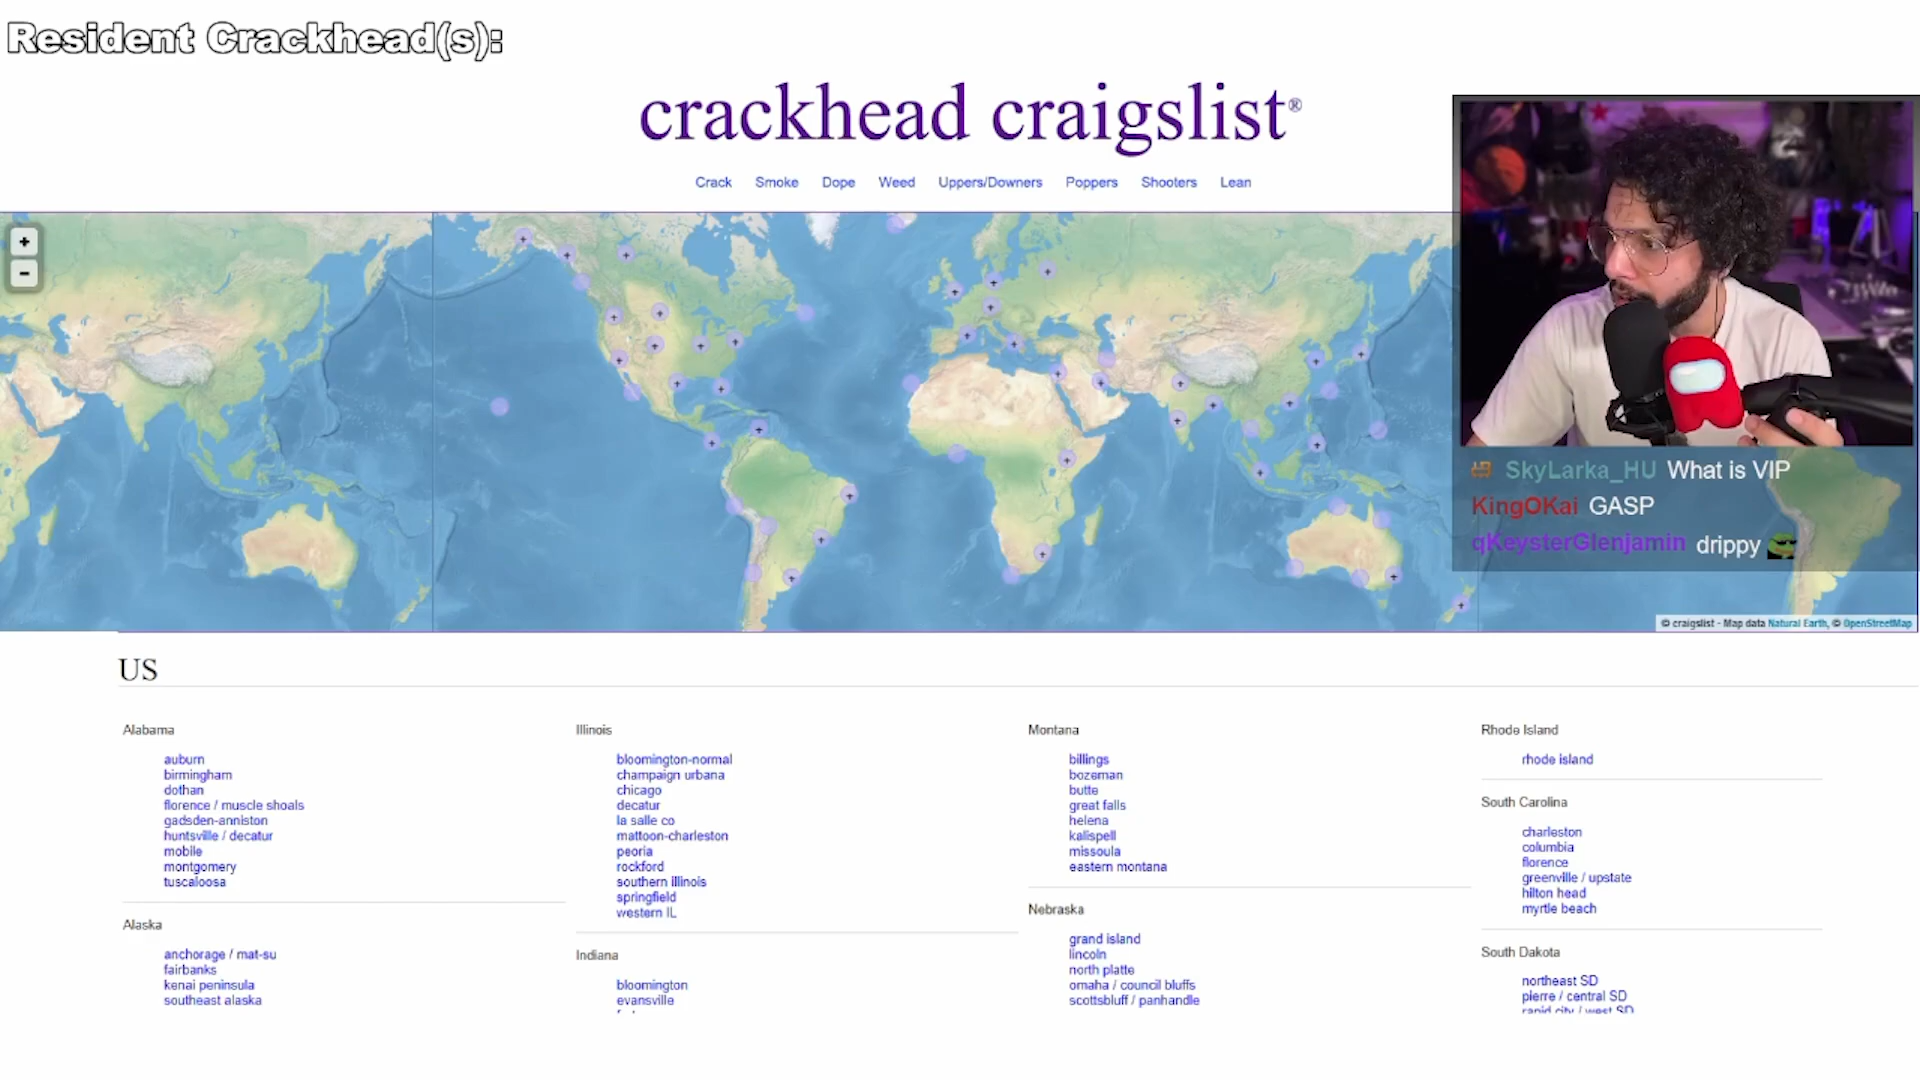 Resident Crackhead(s):
crackhead craigslist®
Crack Smoke Dope Weed Uppers/Downers Poppers Shooters Lean
+
-
SkyLarka_HU What is VIP
KingOKai GASP
qKeysterGlenjamin drippy
© craigslist - Map data Natural Earth, © OpenStreetMap
US
Alabama
auburn
birmingham
dothan
florence / muscle shoals
gadsden-anniston
huntsville / decatur
mobile
montgomery
tuscaloosa
Alaska
anchorage / mat-su
fairbanks
kenai peninsula
southeast alaska
Illinois
bloomington-normal
champaign urbana
chicago
decatur
la salle co
mattoon-charleston
peoria
rockford
southern illinois
springfield
western IL
Indiana
bloomington
evansville
Montana
billings
bozeman
butte
great falls
helena
kalispell
missoula
eastern montana
Nebraska
grand island
lincoln
north platte
omaha / council bluffs
scottsbluff / panhandle
Rhode Island
rhode island
South Carolina
charleston
columbia
florence
greenville / upstate
hilton head
myrtle beach
South Dakota
northeast SD
pierre / central SD
rapid city / west SD